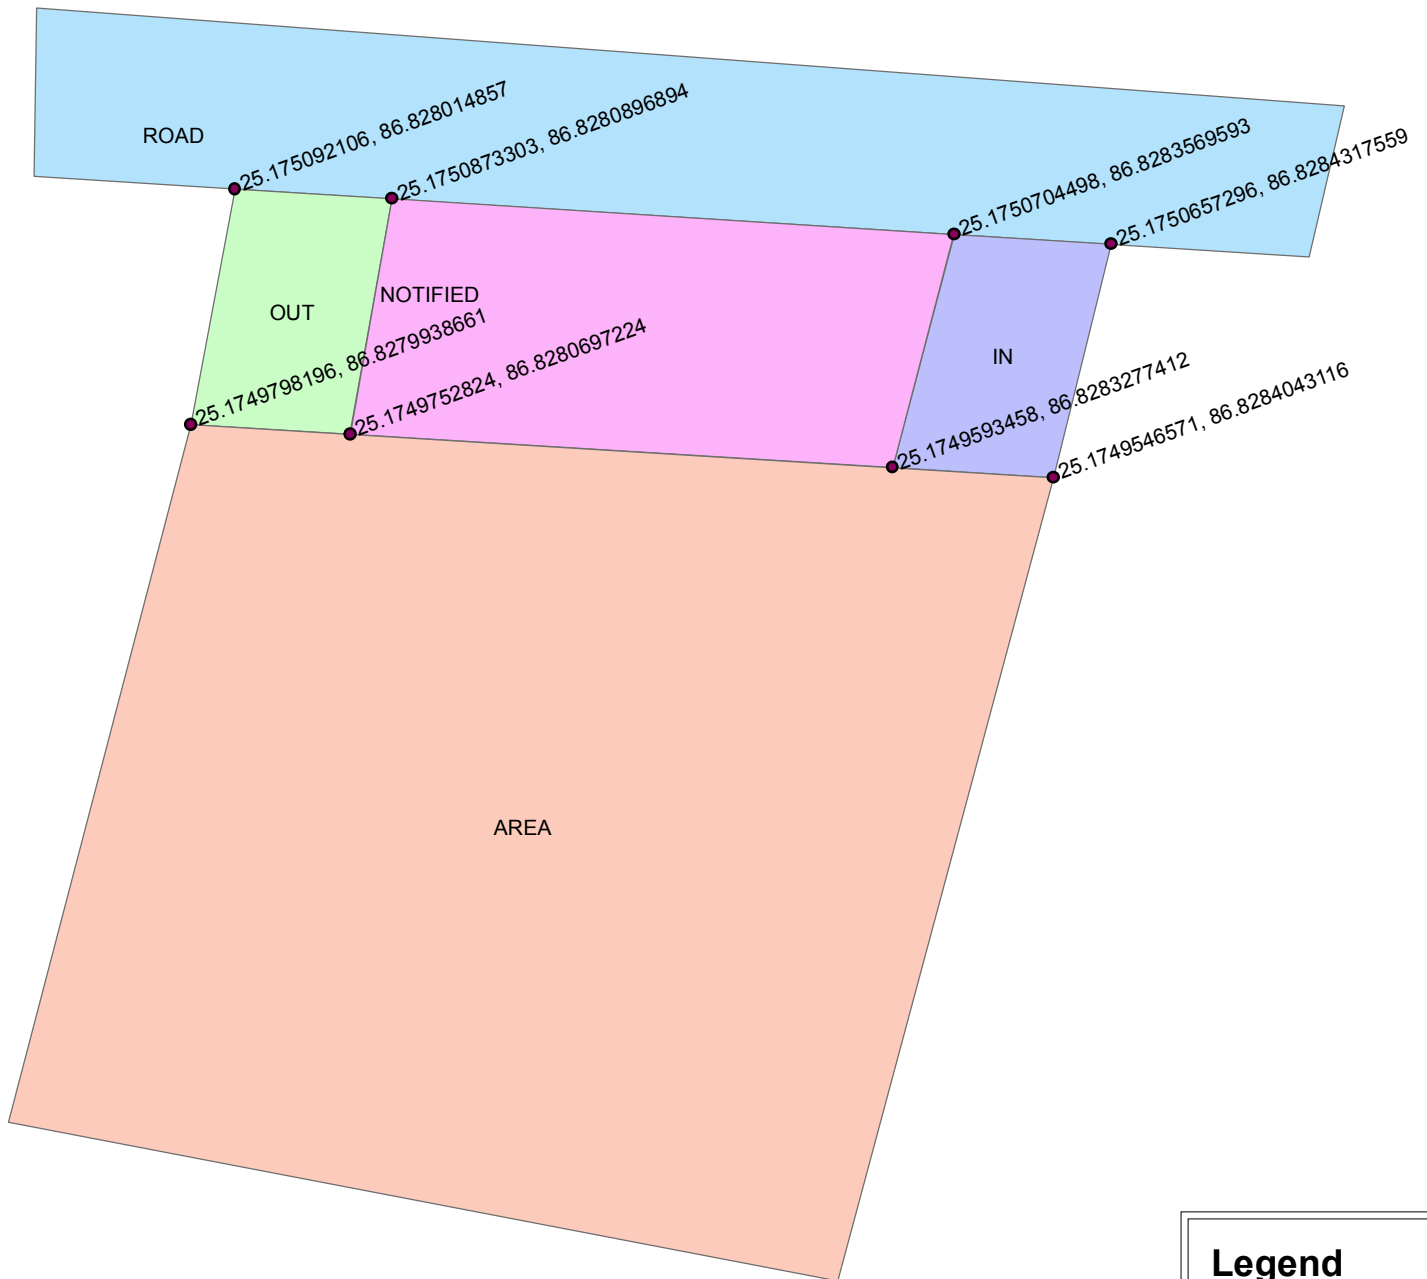 ROAD
25.175092106, 86.828014857
25.1750873303, 86.8280896894
25.1750704498, 86.8283569593
25.1750657296, 86.8284317559
OUT
NOTIFIED
IN
25.1749798196, 86.8279938661
25.1749752824, 86.8280697224
25.1749593458, 86.8283277412
25.1749546571, 86.8284043116
AREA
Legend